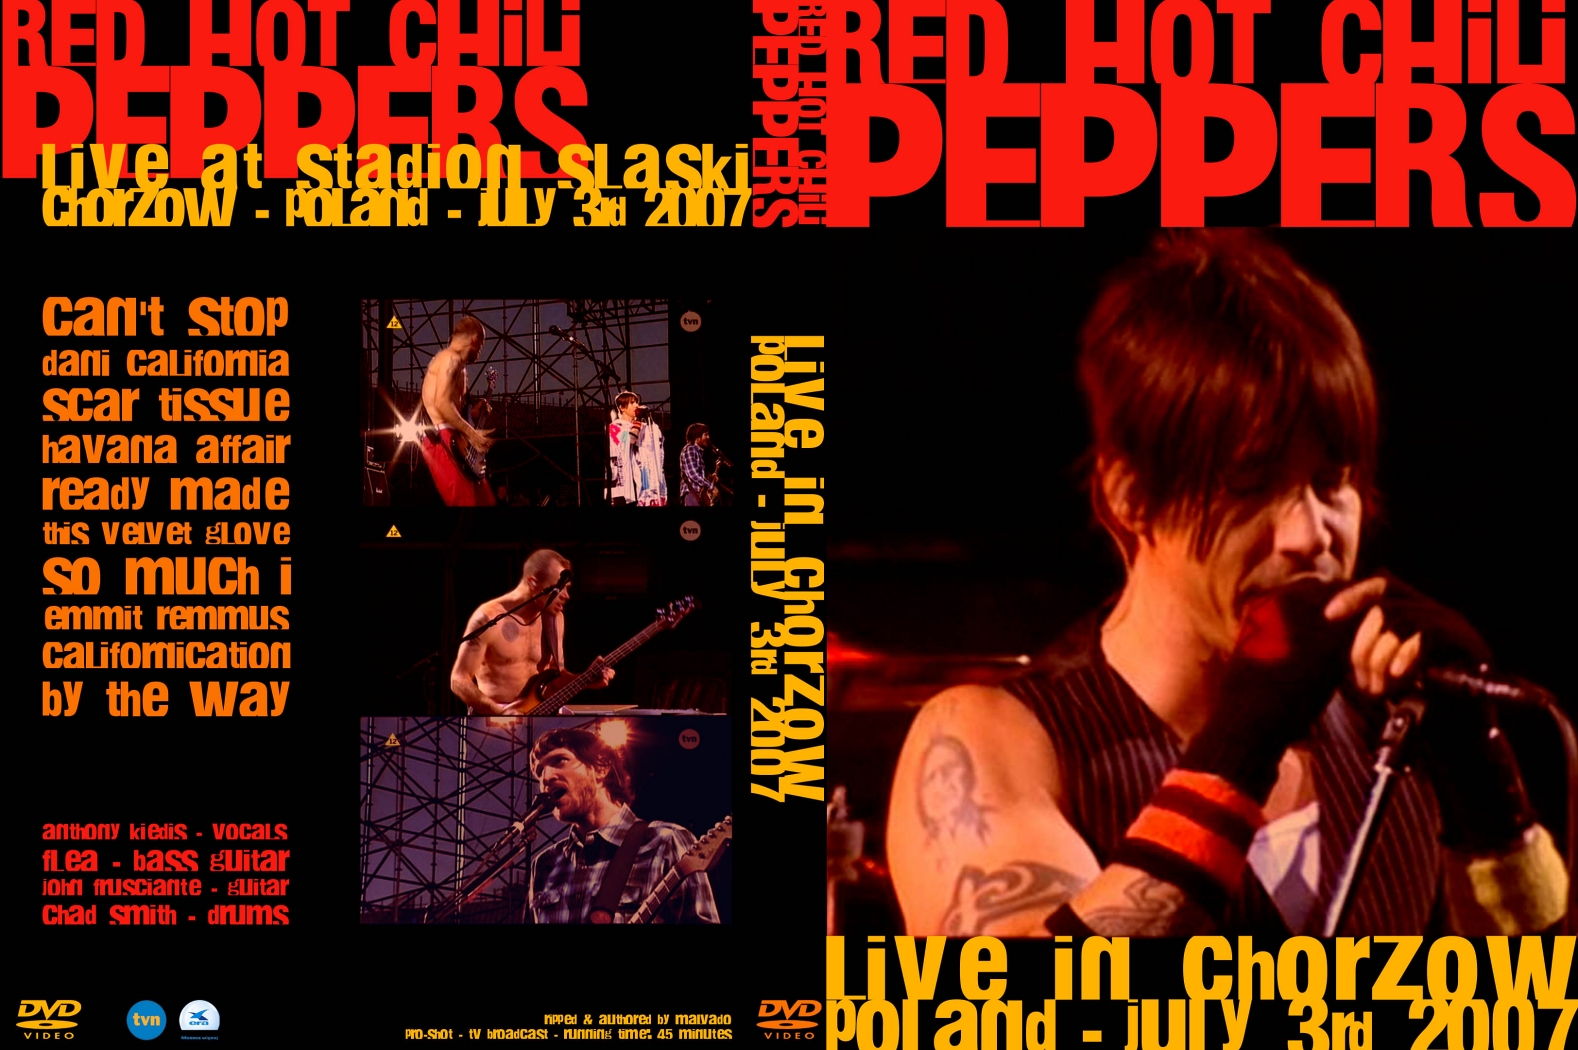 RED HOT CHiLi
PEPPERS
Live at stadion sLaski
Chorzow - poland - july 3rd 2007
can't stop
dani caLifornia
scar tissue
havana affair
ready made
this velvet gLove
so much i
emmit remmus
caLifornication
by the way
anthony kiedis - vocals
fLea - bass guitar
john frusciante - guitar
Chad smith - drums
12
tvn
12
tvn
12
tvn
DVD
VIDEO
tvn
era
ripped & authored by malvado
pro-shot - tv broadcast - running time: 45 minutes
RED HOT CHiLi
PEPPERS
Live in Chorzow
poland - july 3rd 2007
DVD
VIDEO
RED HOT CHiLi
PEPPERS
Live in Chorzow
poland - july 3rd 2007